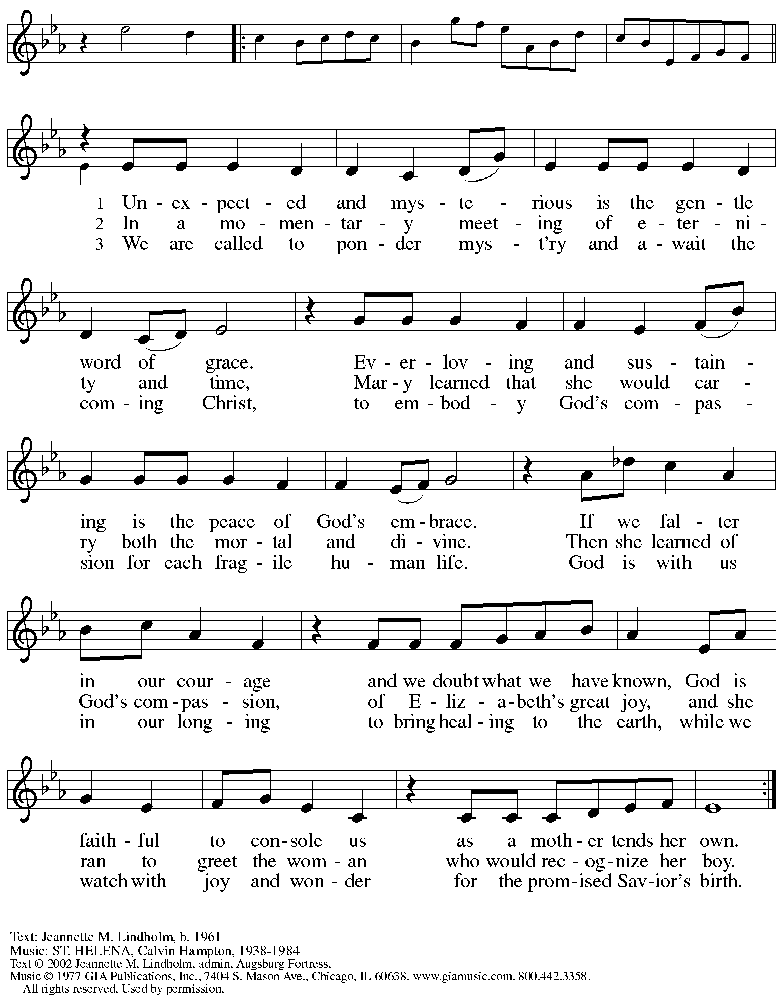 1 Un - ex - pect - ed and mys - te - rious is the gen - tle
2 In a mo - men - tar - y meet - ing of e - ter - ni -
3 We are called to pon - der mys - t'ry and a - wait the
word of grace. Ev - er - lov - ing and sus - tain -
ty and time, Mar - y learned that she would car -
com - ing Christ, to em - bod - y God's com - pas -
ing is the peace of God's em - brace. If we fal - ter
ry both the mor - tal and di - vine. Then she learned of
sion for each frag - ile hu - man life. God is with us
in our cour - age and we doubt what we have known, God is
God's com - pas - sion, of E - liz - a - beth's great joy, and she
in our long - ing to bring heal - ing to the earth, while we
faith - ful to con - sole us as a moth - er tends her own.
ran to greet the wom - an who would rec - og - nize her boy.
watch with joy and won - der for the prom - ised Sav - ior's birth.
Text: Jeannette M. Lindholm, b. 1961
Music: ST. HELENA, Calvin Hampton, 1938-1984
Text © 2002 Jeannette M. Lindholm, admin. Augsburg Fortress.
Music © 1977 GIA Publications, Inc., 7404 S. Mason Ave., Chicago, IL 60638. www.giamusic.com. 800.442.3358.
All rights reserved. Used by permission.